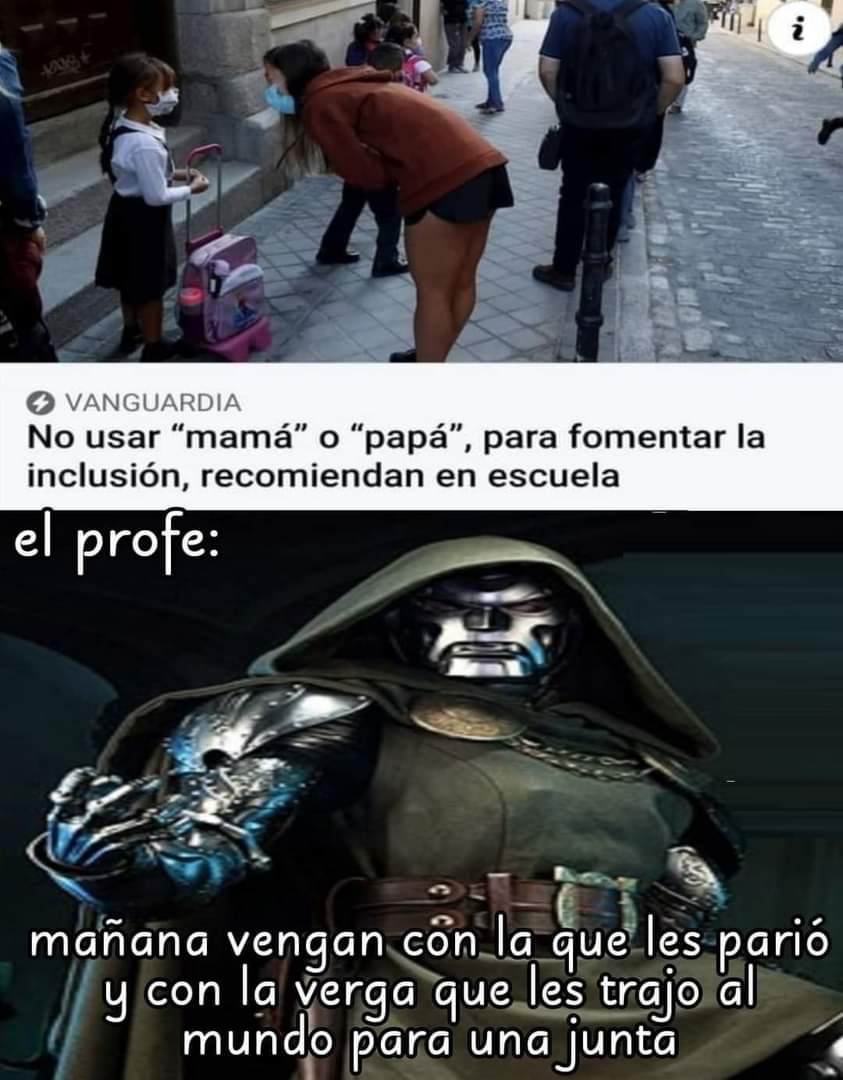 i
VANGUARDIA
No usar “mamá” o “papá”, para fomentar la
inclusión, recomiendan en escuela
el profe:
mañana vengan con la que les parió
y con la verga que les trajo al
mundo para una junta